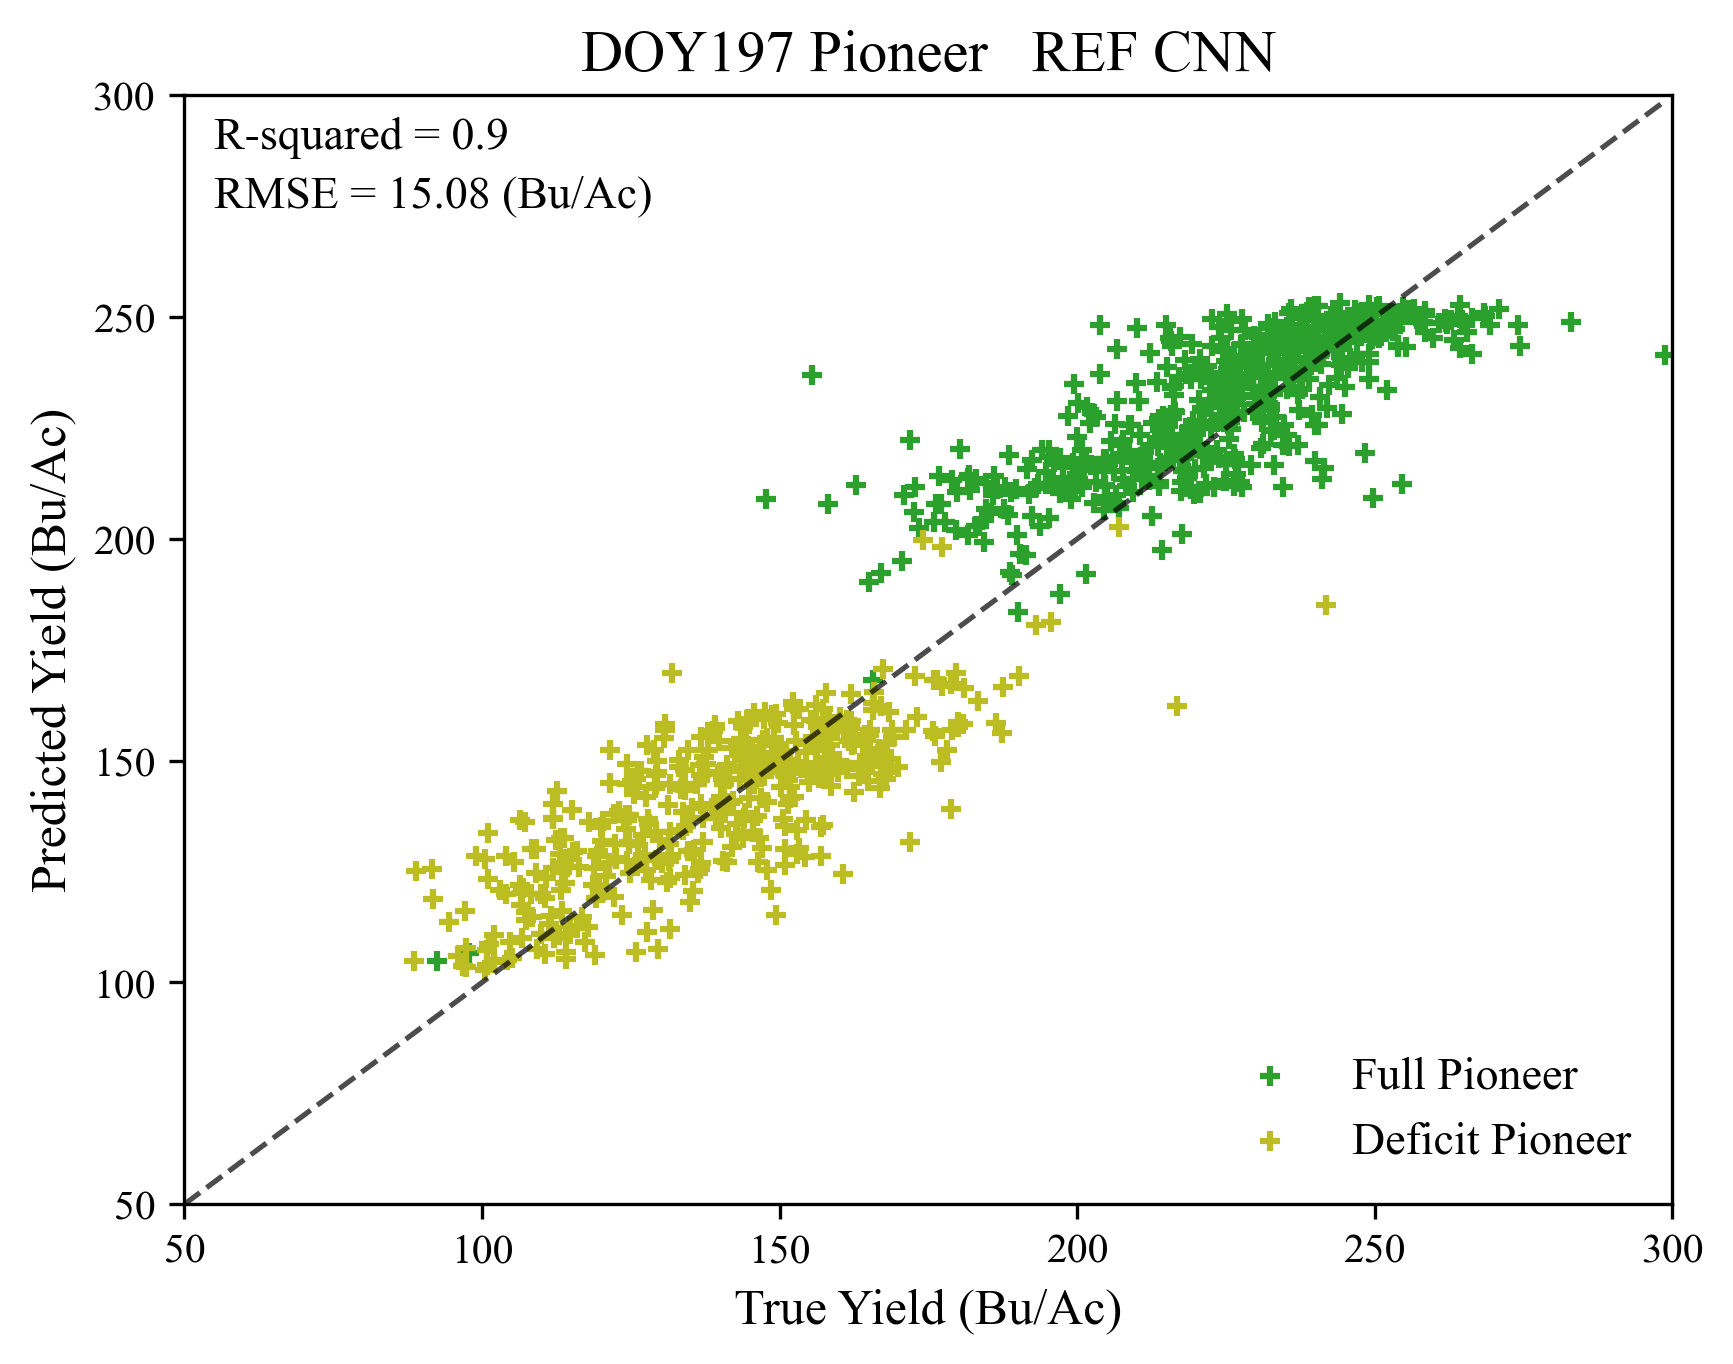 DOY197 Pioneer   REF CNN
R-squared = 0.9
RMSE = 15.08 (Bu/Ac)
Predicted Yield (Bu/Ac)
300
250
200
150
100
50
Full Pioneer
Deficit Pioneer
50 100 150 200 250 300
True Yield (Bu/Ac)